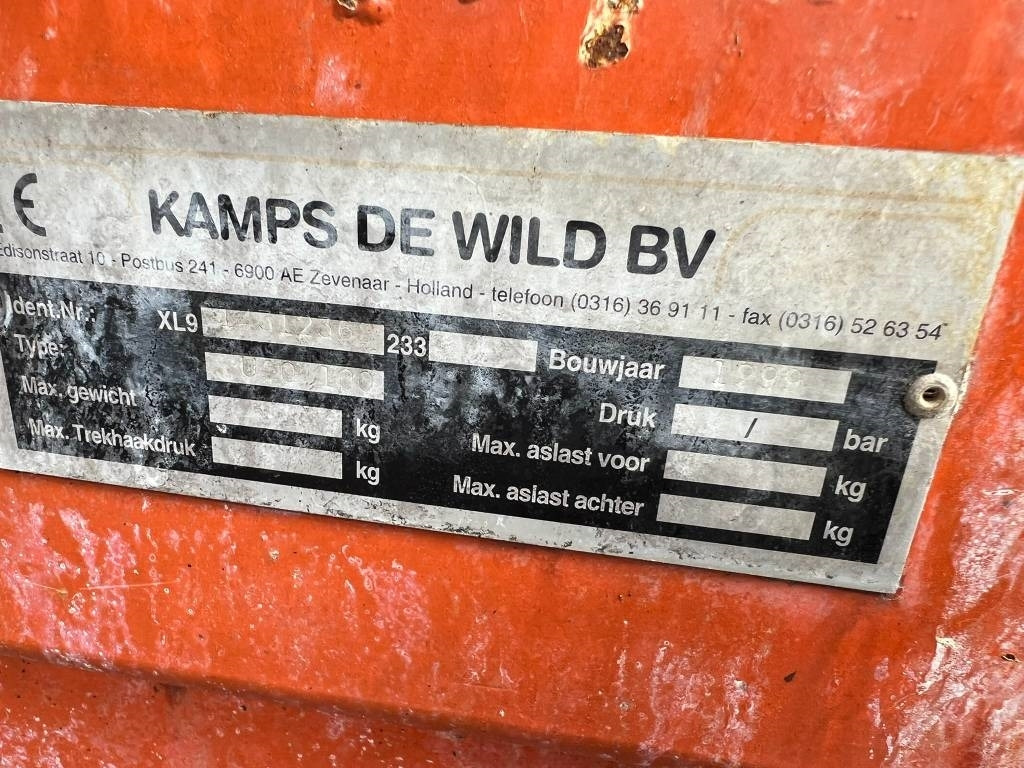 CE
KAMPS DE WILD BV
Edisonstraat 10 - Postbus 241 - 6900 AE Zevenaar - Holland - telefoon (0316) 36 91 11 - fax (0316) 52 63 54
Ident.Nr.: XL9 233 Bouwjaar
Type: Druk / bar
Max. gewicht kg Max. aslast voor kg
Max. Trekhaakdruk kg Max. aslast achter kg